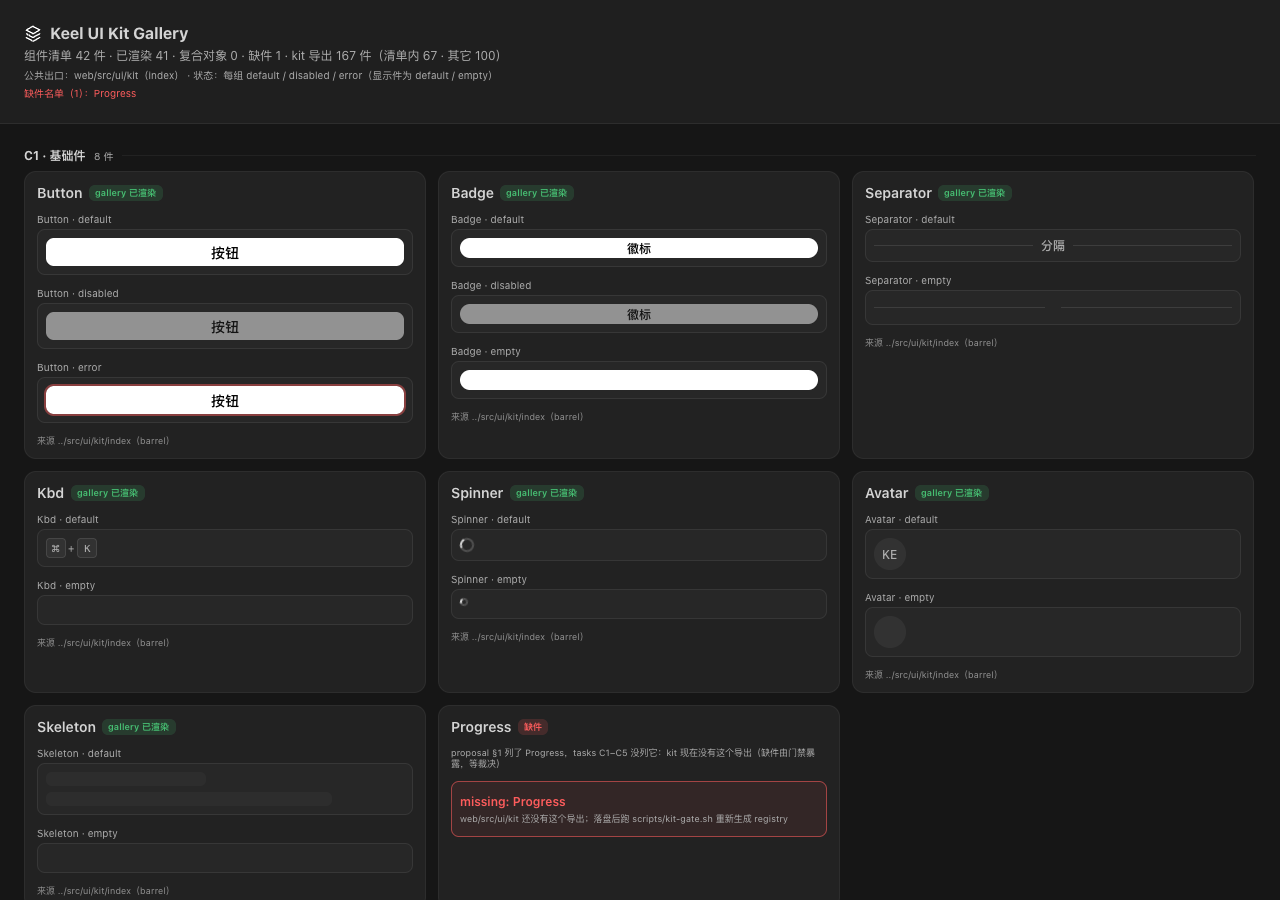 Keel UI Kit Gallery
组件清单 42 件 · 已渲染 41 · 复合对象 0 · 缺件 1 · kit 导出 167 件（清单内 67 · 其它 100）
公共出口：web/src/ui/kit（index） · 状态：每组 default / disabled / error（显示件为 default / empty）
缺件名单（1）：Progress
C1 · 基础件 8 件
Button gallery 已渲染
Button · default
按钮
Button · disabled
按钮
Button · error
按钮
来源 ../src/ui/kit/index（barrel）
Badge gallery 已渲染
Badge · default
徽标
Badge · disabled
徽标
Badge · empty
来源 ../src/ui/kit/index（barrel）
Separator gallery 已渲染
Separator · default
分隔
Separator · empty
来源 ../src/ui/kit/index（barrel）
Kbd gallery 已渲染
Kbd · default
⌘ + K
Kbd · empty
来源 ../src/ui/kit/index（barrel）
Spinner gallery 已渲染
Spinner · default
Spinner · empty
来源 ../src/ui/kit/index（barrel）
Avatar gallery 已渲染
Avatar · default
KE
Avatar · empty
来源 ../src/ui/kit/index（barrel）
Skeleton gallery 已渲染
Skeleton · default
Skeleton · empty
来源 ../src/ui/kit/index（barrel）
Progress 缺件
proposal §1 列了 Progress，tasks C1–C5 没列它：kit 现在没有这个导出（缺件由门禁暴
露，等裁决）
missing: Progress
web/src/ui/kit 还没有这个导出；落盘后跑 scripts/kit-gate.sh 重新生成 registry